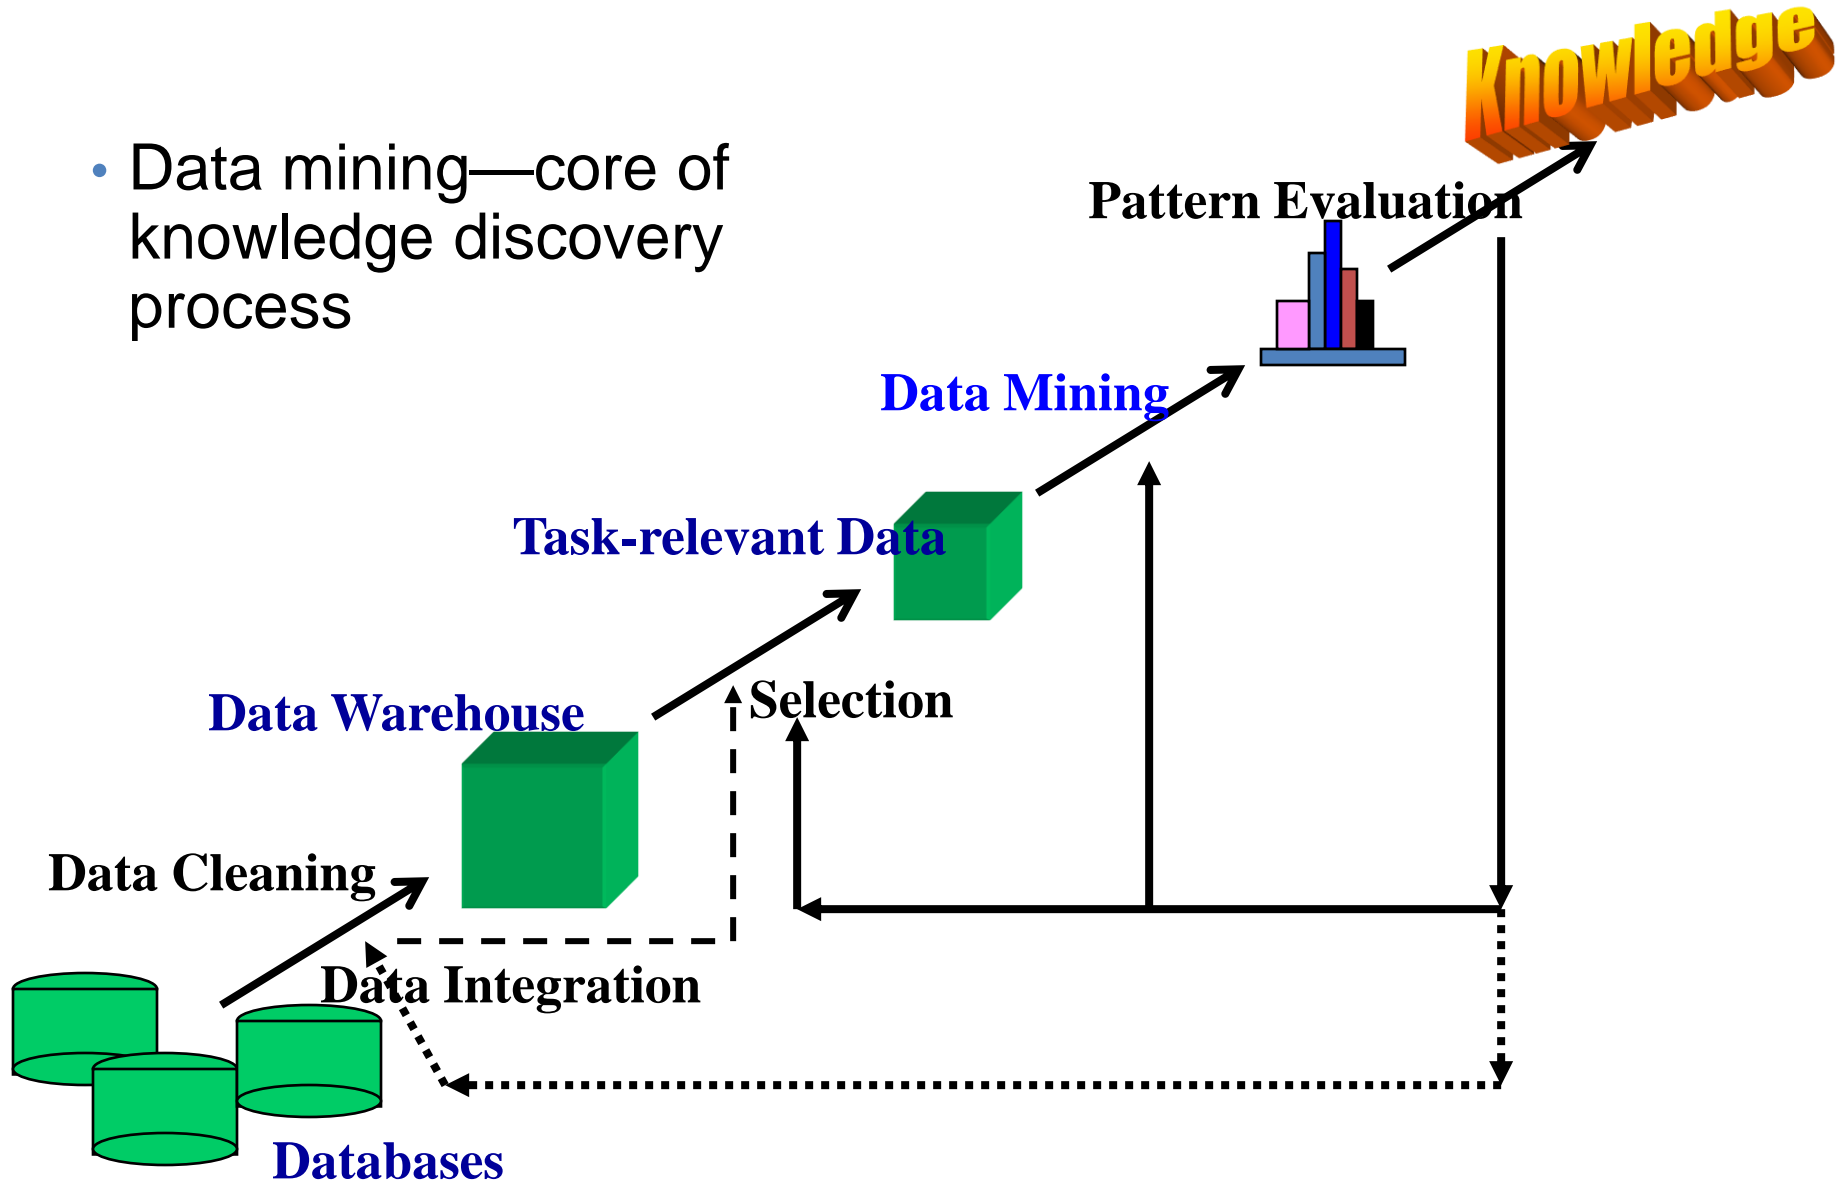 Knowledge
• Data mining—core of
knowledge discovery
process
Pattern Evaluation
Data Mining
Task-relevant Data
Selection
Data Warehouse
Data Cleaning
Data Integration
Databases